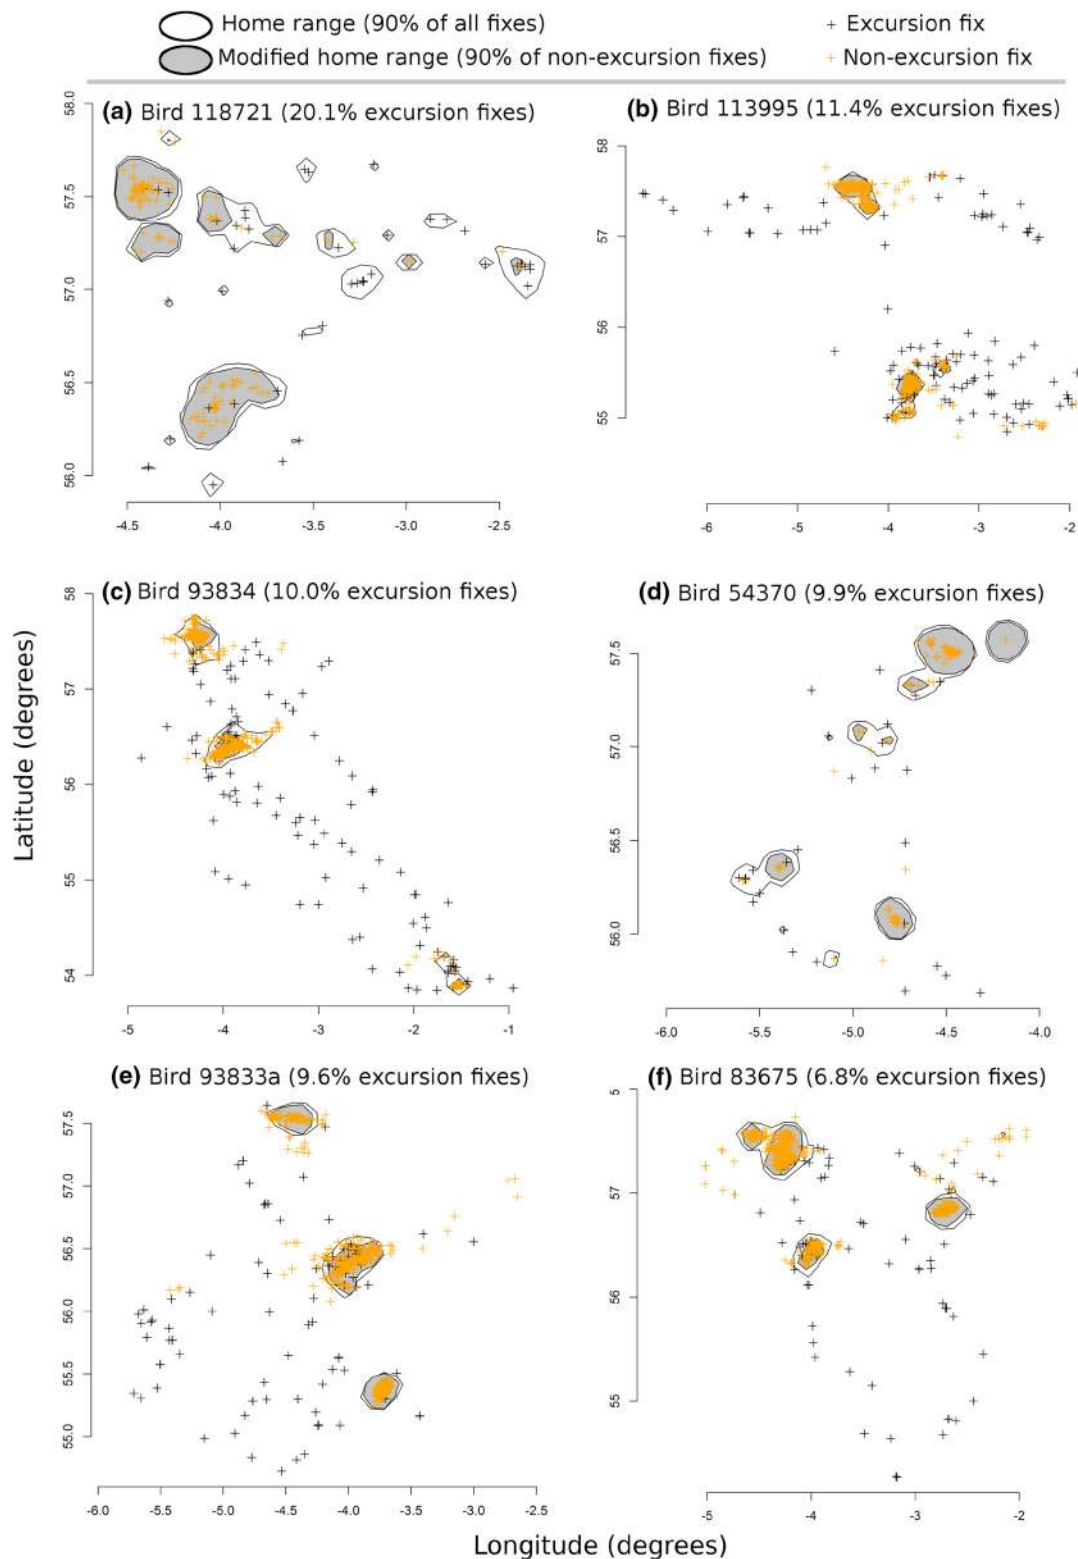 Home range (90% of all fixes)
Excursion fix
Modified home range (90% of non-excursion fixes)
Non-excursion fix
(a) Bird 118721 (20.1% excursion fixes)
58.0
57.5
57.0
56.5
56.0
-4.5 -4.0 -3.5 -3.0 -2.5
(b) Bird 113995 (11.4% excursion fixes)
58
57
56
55
-6 -5 -4 -3 -2
(c) Bird 93834 (10.0% excursion fixes)
58
57
56
55
54
-5 -4 -3 -2 -1
(d) Bird 54370 (9.9% excursion fixes)
57.5
57.0
56.5
56.0
-6.0 -5.5 -5.0 -4.5 -4.0
Latitude (degrees)
(e) Bird 93833a (9.6% excursion fixes)
57.5
57.0
56.5
56.0
55.5
55.0
-6.0 -5.0 -4.5 -4.0 -3.5 -3.0 -2.5
(f) Bird 83675 (6.8% excursion fixes)
5
57
56
55
-5 -4 -3 -2
Longitude (degrees)